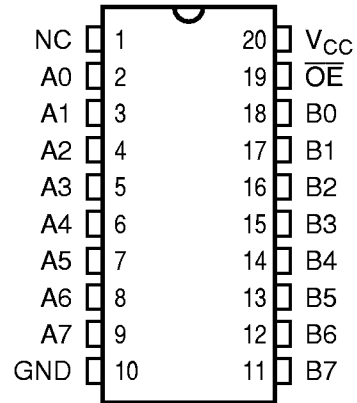 NC 1 20 VCC
A0 2 19 O̅E̅
A1 3 18 B0
A2 4 17 B1
A3 5 16 B2
A4 6 15 B3
A5 7 14 B4
A6 8 13 B5
A7 9 12 B6
GND 10 11 B7